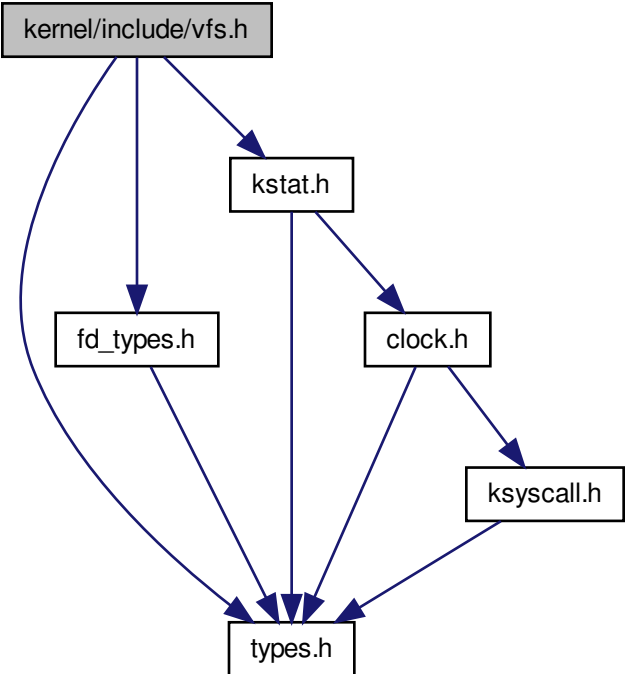 kernel/include/vfs.h
kstat.h
fd_types.h
clock.h
ksyscall.h
types.h